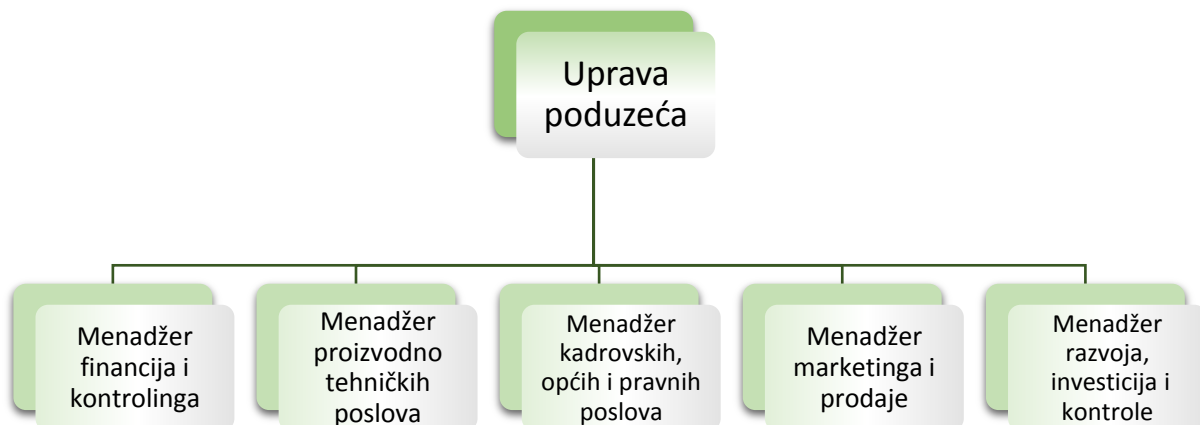 Uprava
poduzeća
Menadžer
financija i
kontrolinga
Menadžer
proizvodno
tehničkih
poslova
Menadžer
kadrovskih,
općih i pravnih
poslova
Menadžer
marketinga i
prodaje
Menadžer
razvoja,
investicija i
kontrole